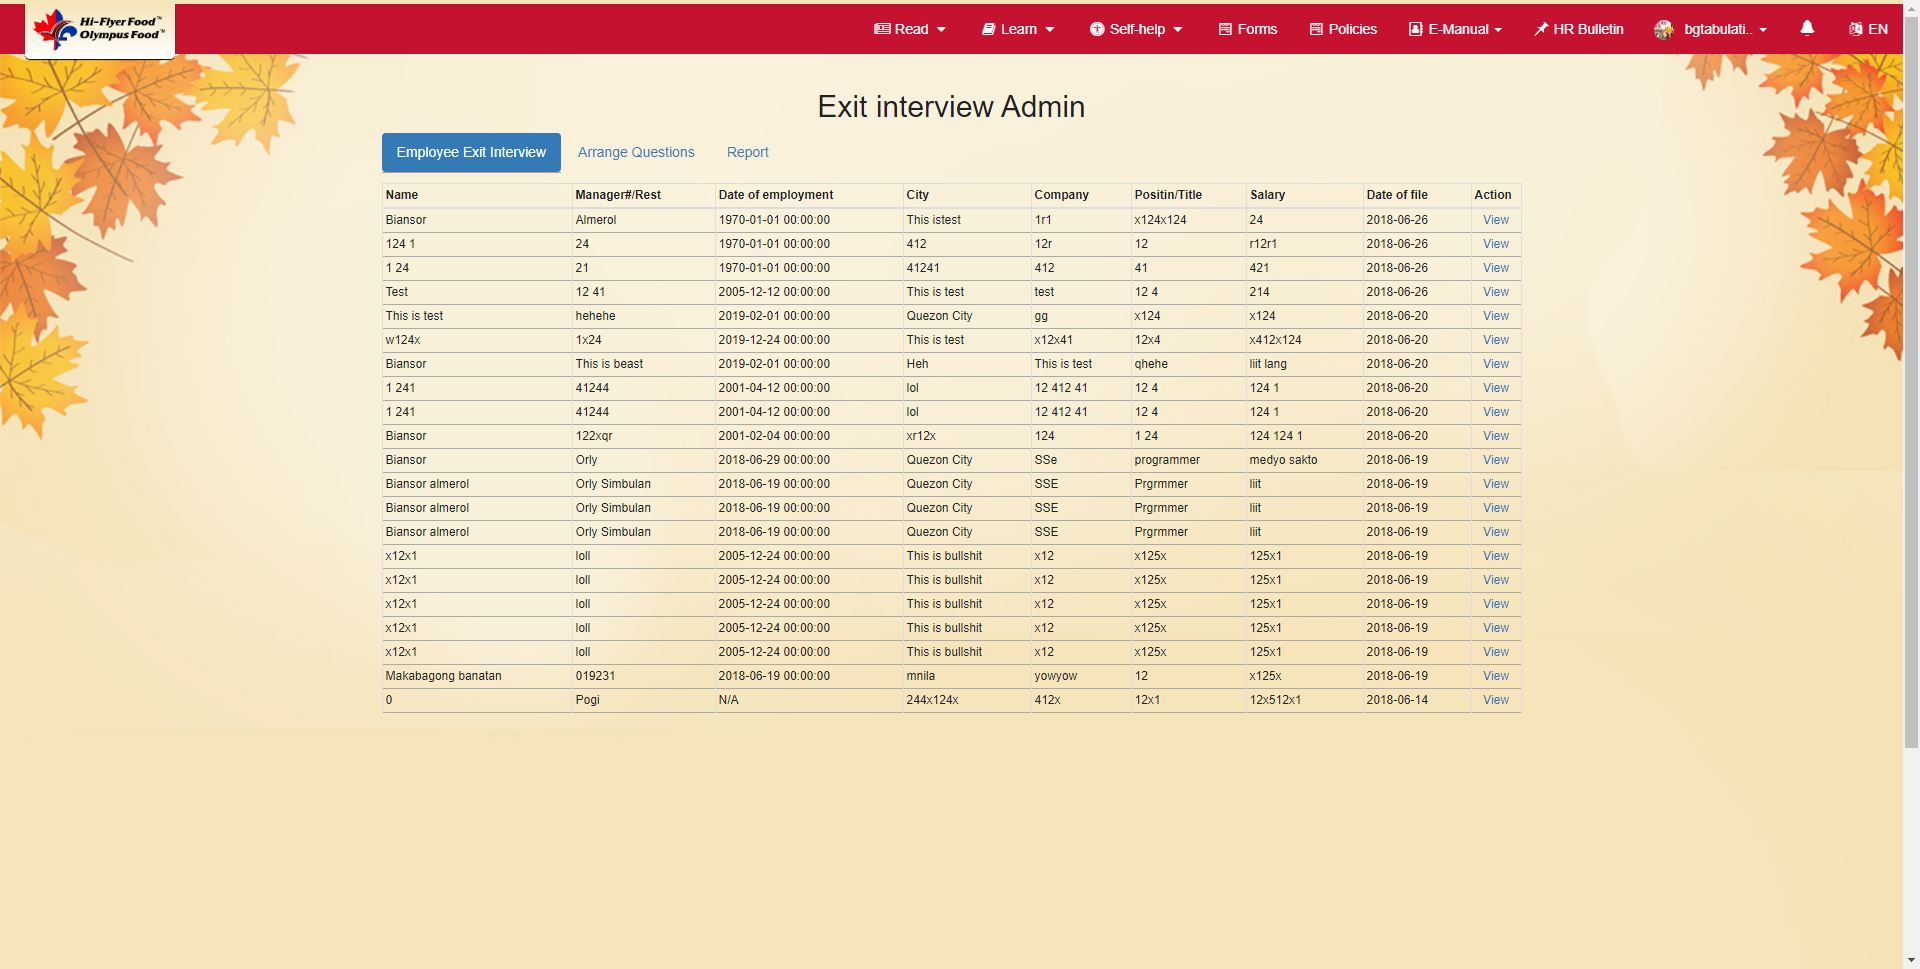 Hi-Flyer Food™
Olympus Food™
Read Learn Self-help Forms Policies E-Manual HR Bulletin bgtabulati.. EN
Exit interview Admin
Employee Exit Interview Arrange Questions Report
Name Manager#/Rest Date of employment City Company Positin/Title Salary Date of file Action
Biansor Almerol 1970-01-01 00:00:00 This istest 1r1 x124x124 24 2018-06-26 View
124 1 24 1970-01-01 00:00:00 412 12r 12 r12r1 2018-06-26 View
1 24 21 1970-01-01 00:00:00 41241 412 41 421 2018-06-26 View
Test 12 41 2005-12-12 00:00:00 This is test test 12 4 214 2018-06-26 View
This is test hehehe 2019-02-01 00:00:00 Quezon City gg x124 x124 2018-06-20 View
w124x 1x24 2019-12-24 00:00:00 This is test x12x41 12x4 x412x124 2018-06-20 View
Biansor This is beast 2019-02-01 00:00:00 Heh This is test qhehe liit lang 2018-06-20 View
1 241 41244 2001-04-12 00:00:00 lol 12 412 41 12 4 124 1 2018-06-20 View
1 241 41244 2001-04-12 00:00:00 lol 12 412 41 12 4 124 1 2018-06-20 View
Biansor 122xqr 2001-02-04 00:00:00 xr12x 124 1 24 124 124 1 2018-06-20 View
Biansor Orly 2018-06-29 00:00:00 Quezon City SSe programmer medyo sakto 2018-06-19 View
Biansor almerol Orly Simbulan 2018-06-19 00:00:00 Quezon City SSE Prgrmmer liit 2018-06-19 View
Biansor almerol Orly Simbulan 2018-06-19 00:00:00 Quezon City SSE Prgrmmer liit 2018-06-19 View
Biansor almerol Orly Simbulan 2018-06-19 00:00:00 Quezon City SSE Prgrmmer liit 2018-06-19 View
x12x1 loll 2005-12-24 00:00:00 This is bullshit x12 x125x 125x1 2018-06-19 View
x12x1 loll 2005-12-24 00:00:00 This is bullshit x12 x125x 125x1 2018-06-19 View
x12x1 loll 2005-12-24 00:00:00 This is bullshit x12 x125x 125x1 2018-06-19 View
x12x1 loll 2005-12-24 00:00:00 This is bullshit x12 x125x 125x1 2018-06-19 View
x12x1 loll 2005-12-24 00:00:00 This is bullshit x12 x125x 125x1 2018-06-19 View
Makabagong banatan 019231 2018-06-19 00:00:00 mnila yowyow 12 x125x 2018-06-19 View
0 Pogi N/A 244x124x 412x 12x1 12x512x1 2018-06-14 View